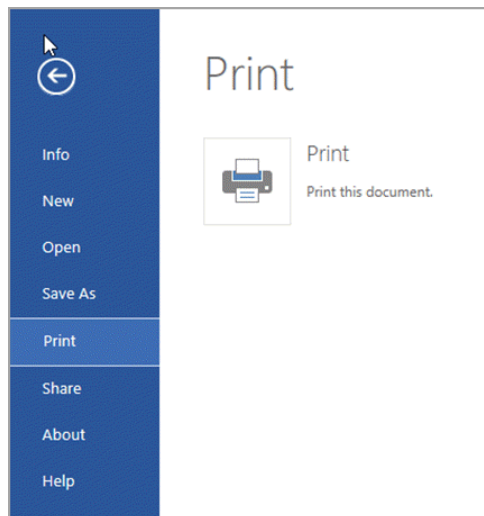 Print
Info
New
Open
Save As
Print
Share
About
Help
Print
Print this document.